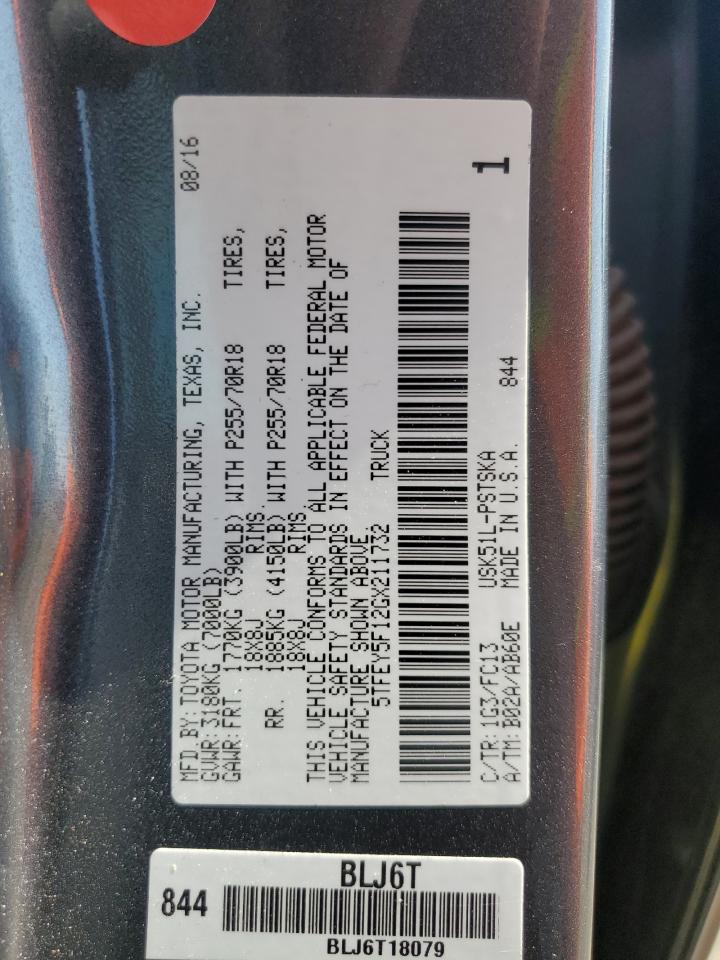 MFD BY: TOYOTA MOTOR MANUFACTURING, TEXAS, INC. 08/16
GVWR: 3180KG (7000LB)
GAWR: FRT. 1770KG (3900LB) WITH P255/70R18 TIRES,
18X8J RIMS.
RR. 1885KG (4150LB) WITH P255/70R18 TIRES,
18X8J RIMS.
THIS VEHICLE CONFORMS TO ALL APPLICABLE FEDERAL MOTOR
VEHICLE SAFETY STANDARDS IN EFFECT ON THE DATE OF
MANUFACTURE SHOWN ABOVE
5TFEY5F12GX211732 TRUCK
C/TR: 1G3/FC13 USK51L-PSTSKA
A/TM: B02A/AB60E MADE IN U.S.A. 844
1
BLJ6T
844
BLJ6T18079